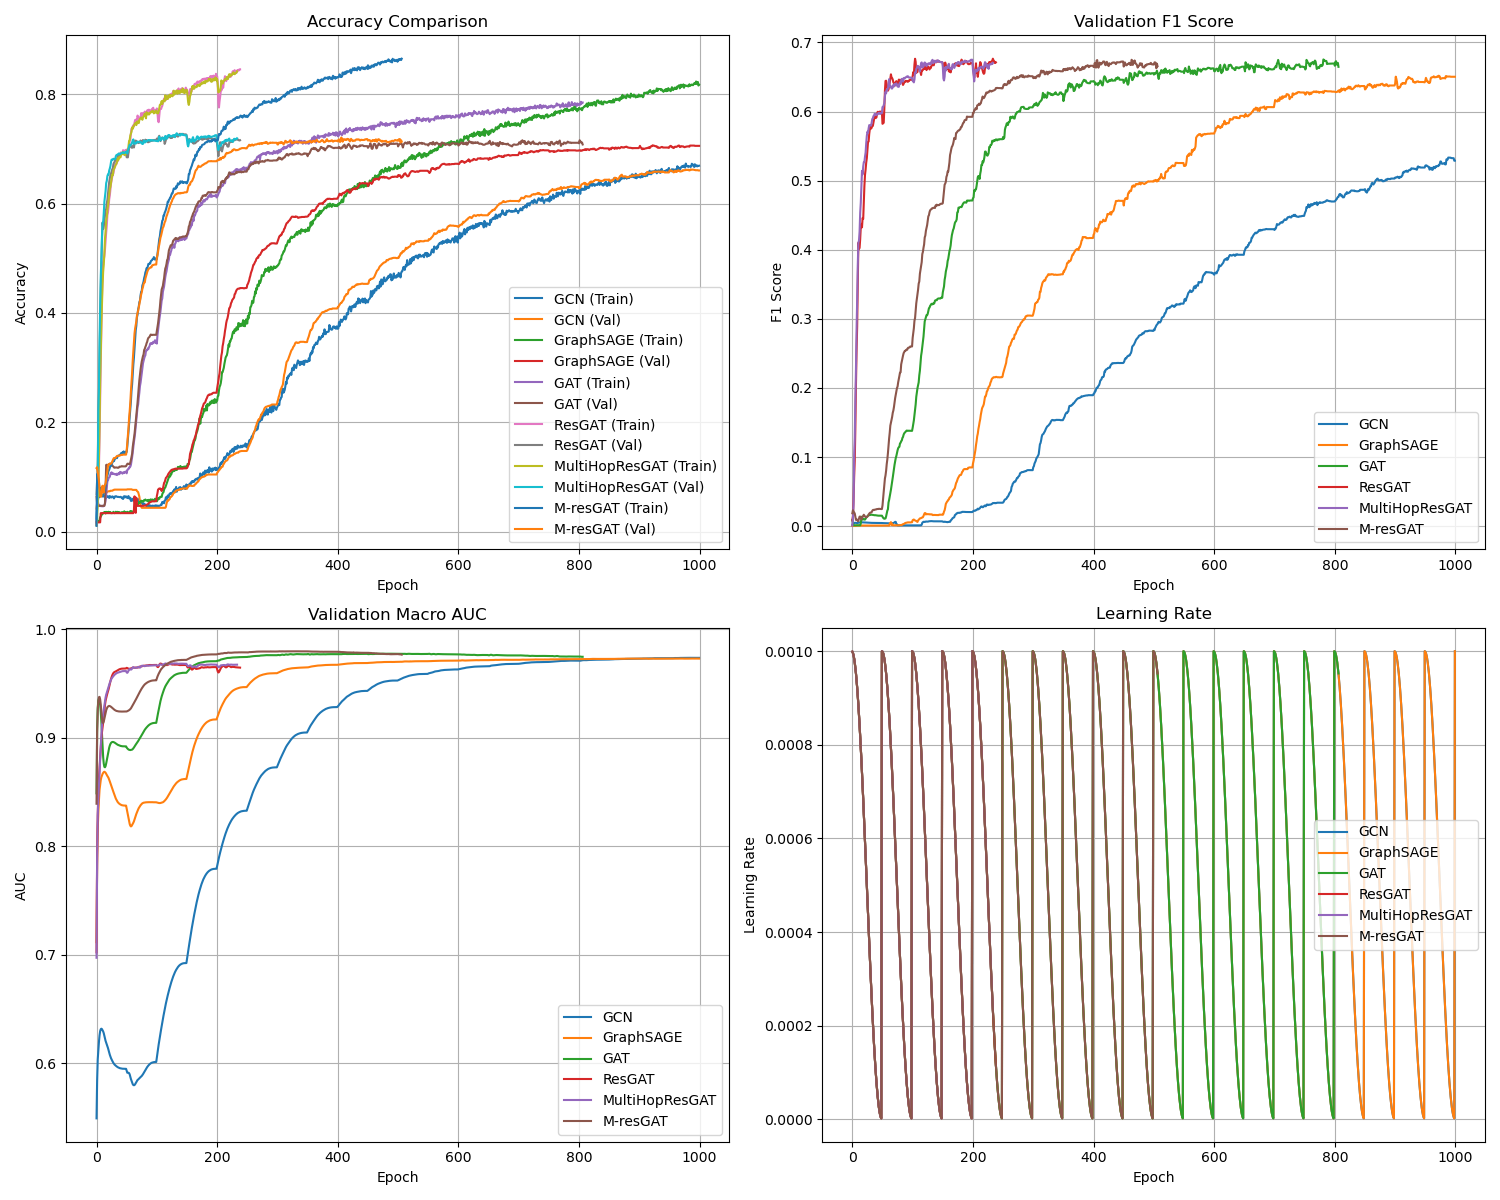 Accuracy Comparison
Accuracy
0.8
0.6
0.4
0.2
0.0
0 200 400 600 800 1000
Epoch
GCN (Train)
GCN (Val)
GraphSAGE (Train)
GraphSAGE (Val)
GAT (Train)
GAT (Val)
ResGAT (Train)
ResGAT (Val)
MultiHopResGAT (Train)
MultiHopResGAT (Val)
M-resGAT (Train)
M-resGAT (Val)
Validation F1 Score
F1 Score
0.7
0.6
0.5
0.4
0.3
0.2
0.1
0.0
0 200 400 600 800 1000
Epoch
GCN
GraphSAGE
GAT
ResGAT
MultiHopResGAT
M-resGAT
Validation Macro AUC
AUC
1.0
0.9
0.8
0.7
0.6
0 200 400 600 800 1000
Epoch
GCN
GraphSAGE
GAT
ResGAT
MultiHopResGAT
M-resGAT
Learning Rate
Learning Rate
0.0010
0.0008
0.0006
0.0004
0.0002
0.0000
0 200 400 600 800 1000
Epoch
GCN
GraphSAGE
GAT
ResGAT
MultiHopResGAT
M-resGAT